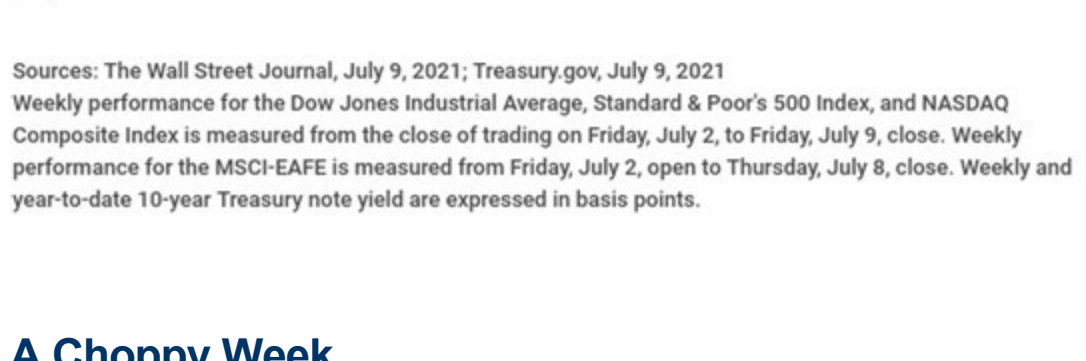 Sources: The Wall Street Journal, July 9, 2021; Treasury.gov, July 9, 2021
Weekly performance for the Dow Jones Industrial Average, Standard & Poor's 500 Index, and NASDAQ
Composite Index is measured from the close of trading on Friday, July 2, to Friday, July 9, close. Weekly
performance for the MSCI-EAFE is measured from Friday, July 2, open to Thursday, July 8, close. Weekly and
year-to-date 10-year Treasury note yield are expressed in basis points.
A Choppy Week